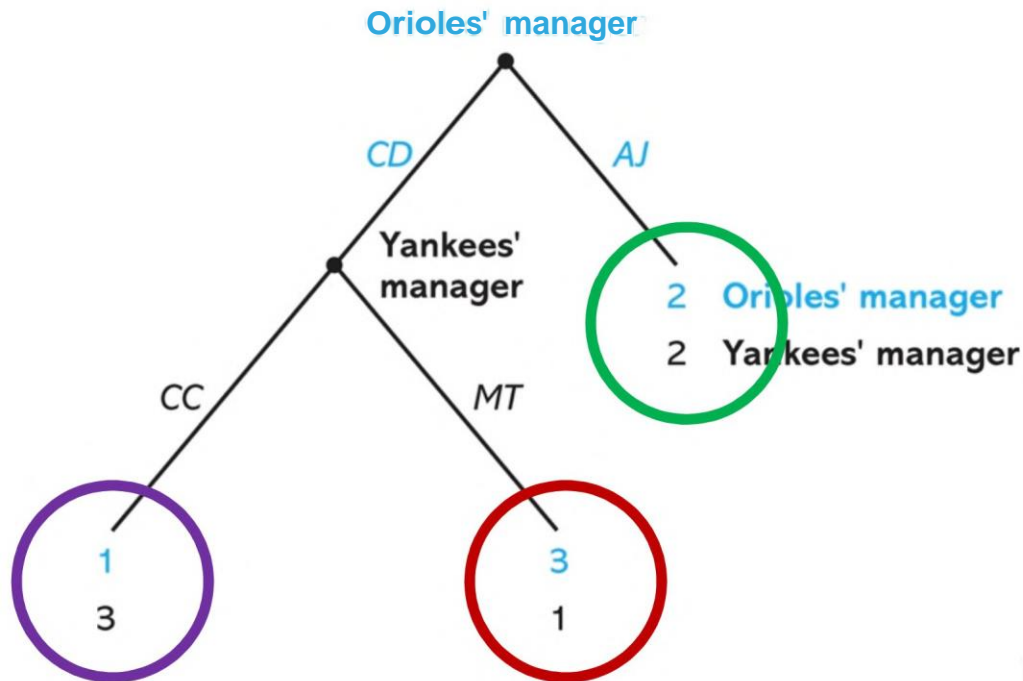 Orioles' manager
CD
AJ
Yankees'
manager
2 Orioles' manager
2 Yankees' manager
CC
MT
1
3
3
1